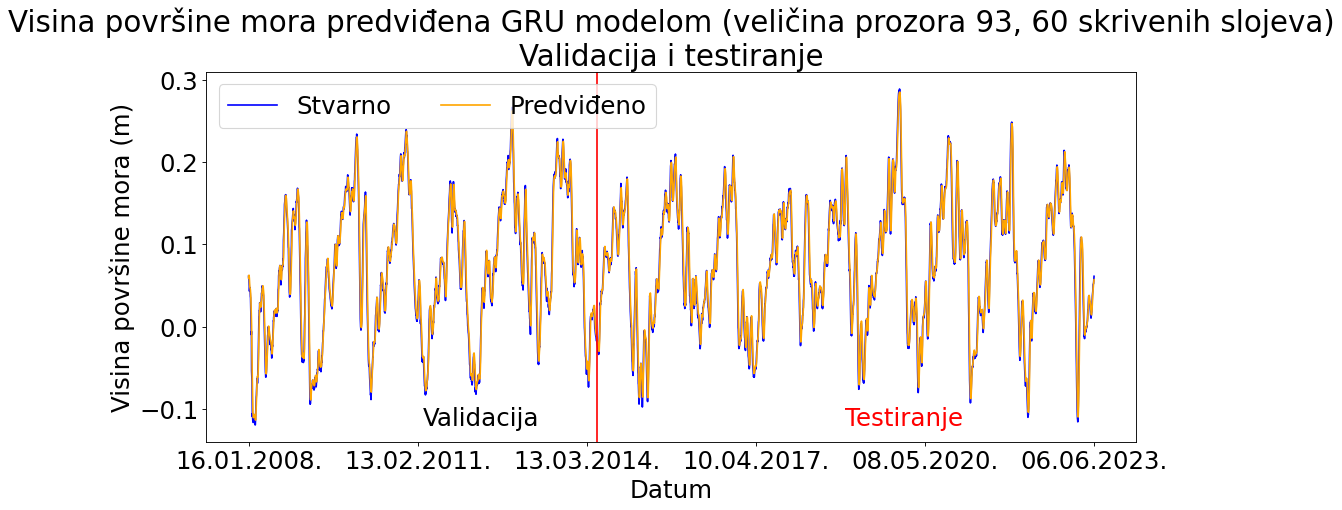 Visina površine mora predviđena GRU modelom (veličina prozora 93, 60 skrivenih slojeva)
Validacija i testiranje
Visina površine mora (m)
0.3
0.2
0.1
0.0
−0.1
Stvarno
Predviđeno
Validacija
Testiranje
16.01.2008.
13.02.2011.
13.03.2014.
10.04.2017.
08.05.2020.
06.06.2023.
Datum